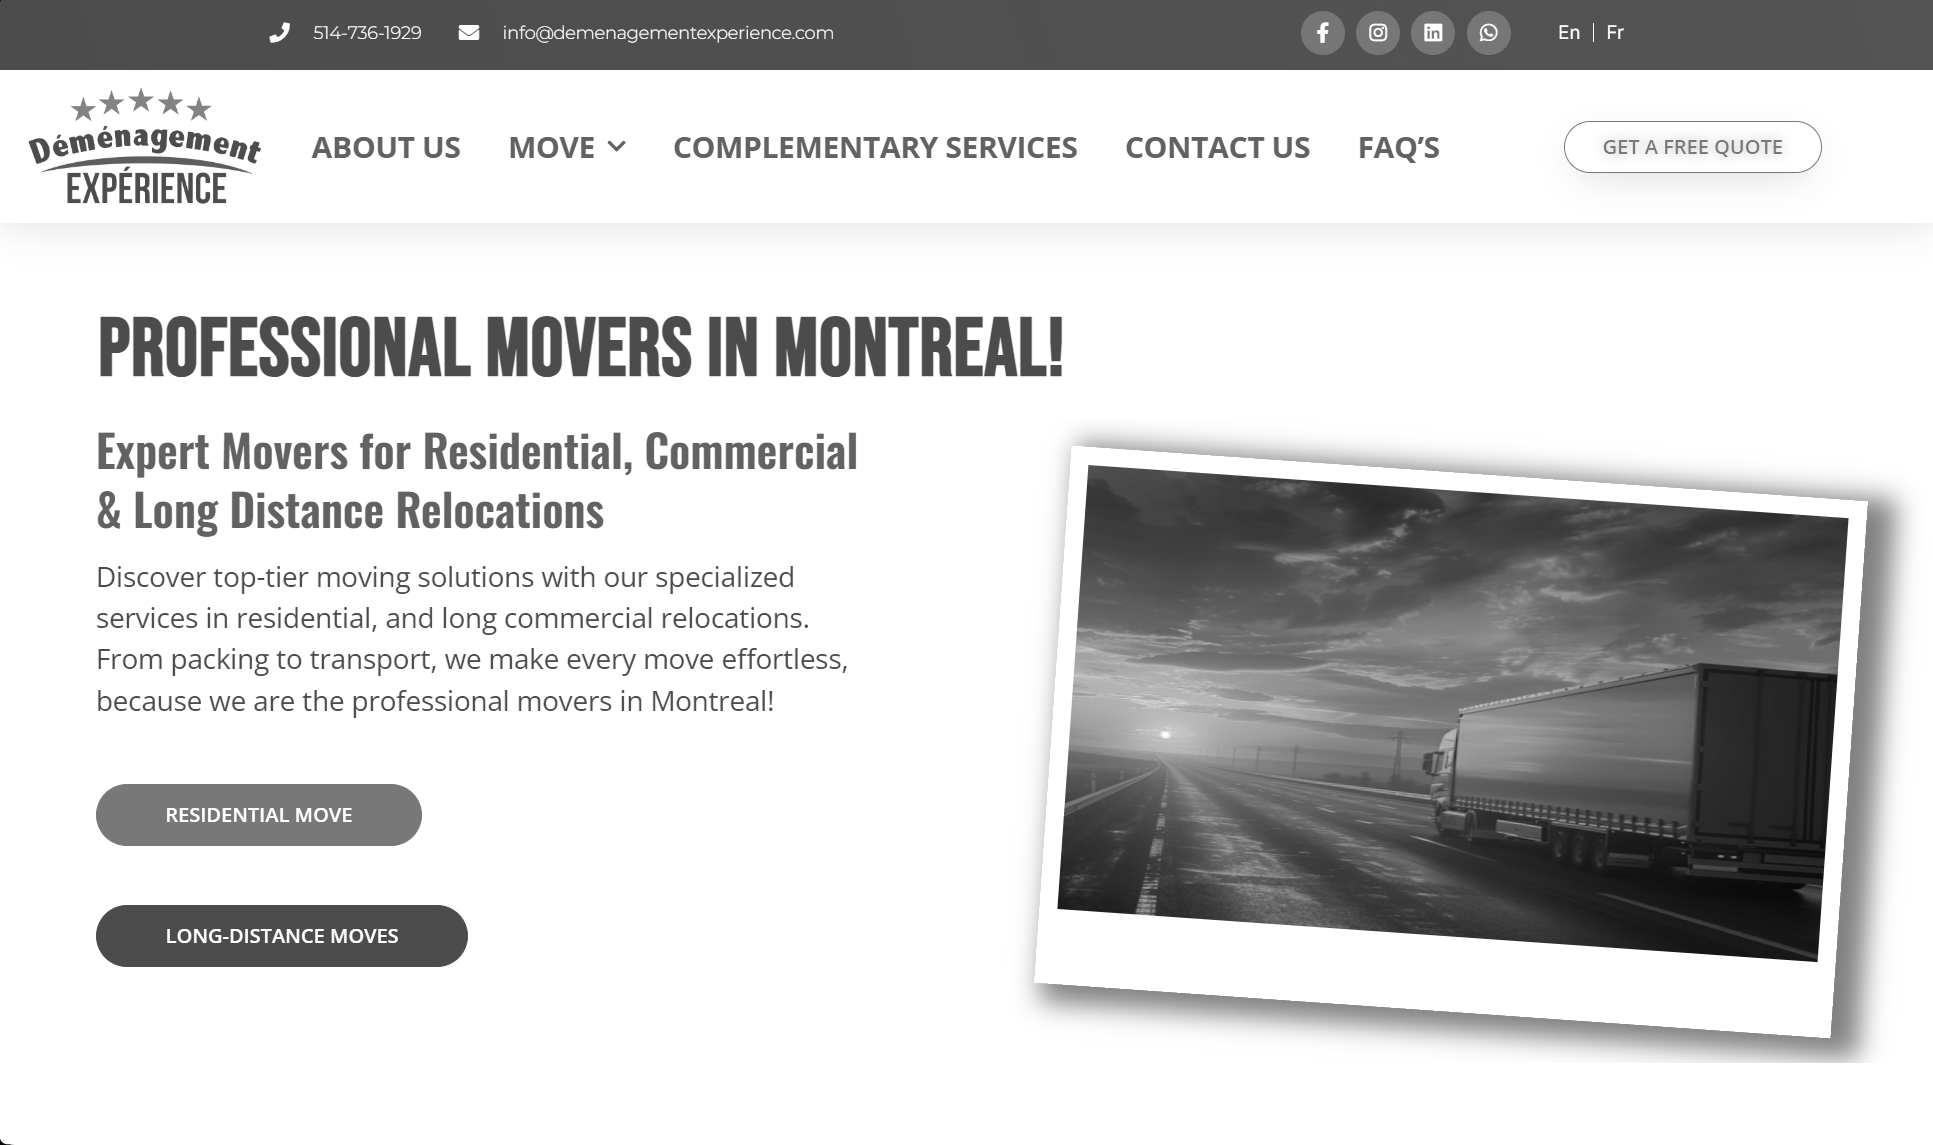 514-736-1929
info@demenagementexperience.com
En | Fr
Déménagement
EXPÉRIENCE
ABOUT US
MOVE
COMPLEMENTARY SERVICES
CONTACT US
FAQ’S
GET A FREE QUOTE
PROFESSIONAL MOVERS IN MONTREAL!
Expert Movers for Residential, Commercial
& Long Distance Relocations
Discover top-tier moving solutions with our specialized
services in residential, and long commercial relocations.
From packing to transport, we make every move effortless,
because we are the professional movers in Montreal!
RESIDENTIAL MOVE
LONG-DISTANCE MOVES